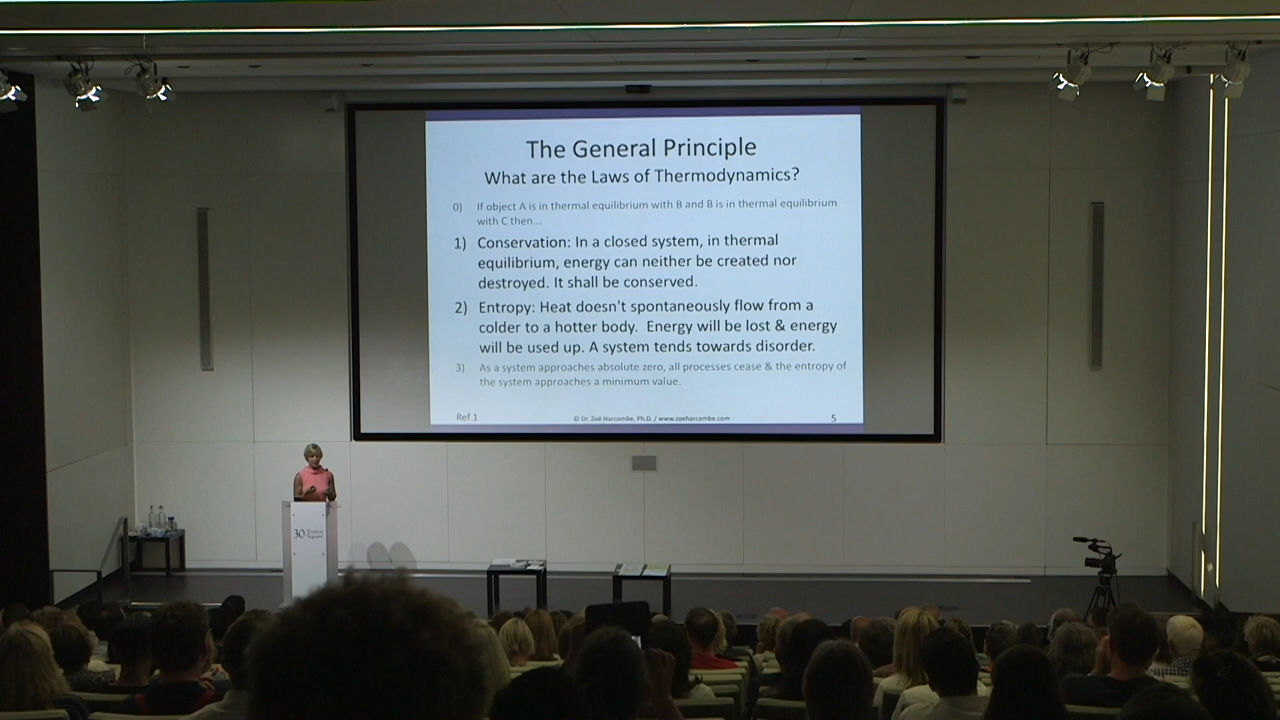 The General Principle
What are the Laws of Thermodynamics?
0) If object A is in thermal equilibrium with B and B is in thermal equilibrium
with C then...
1) Conservation: In a closed system, in thermal
equilibrium, energy can neither be created nor
destroyed. It shall be conserved.
2) Entropy: Heat doesn't spontaneously flow from a
colder to a hotter body. Energy will be lost & energy
will be used up. A system tends towards disorder.
3) As a system approaches absolute zero, all processes cease & the entropy of
the system approaches a minimum value.
Ref 1
© Dr. Zoë Harcombe, Ph.D. / www.zoeharcombe.com
5
30